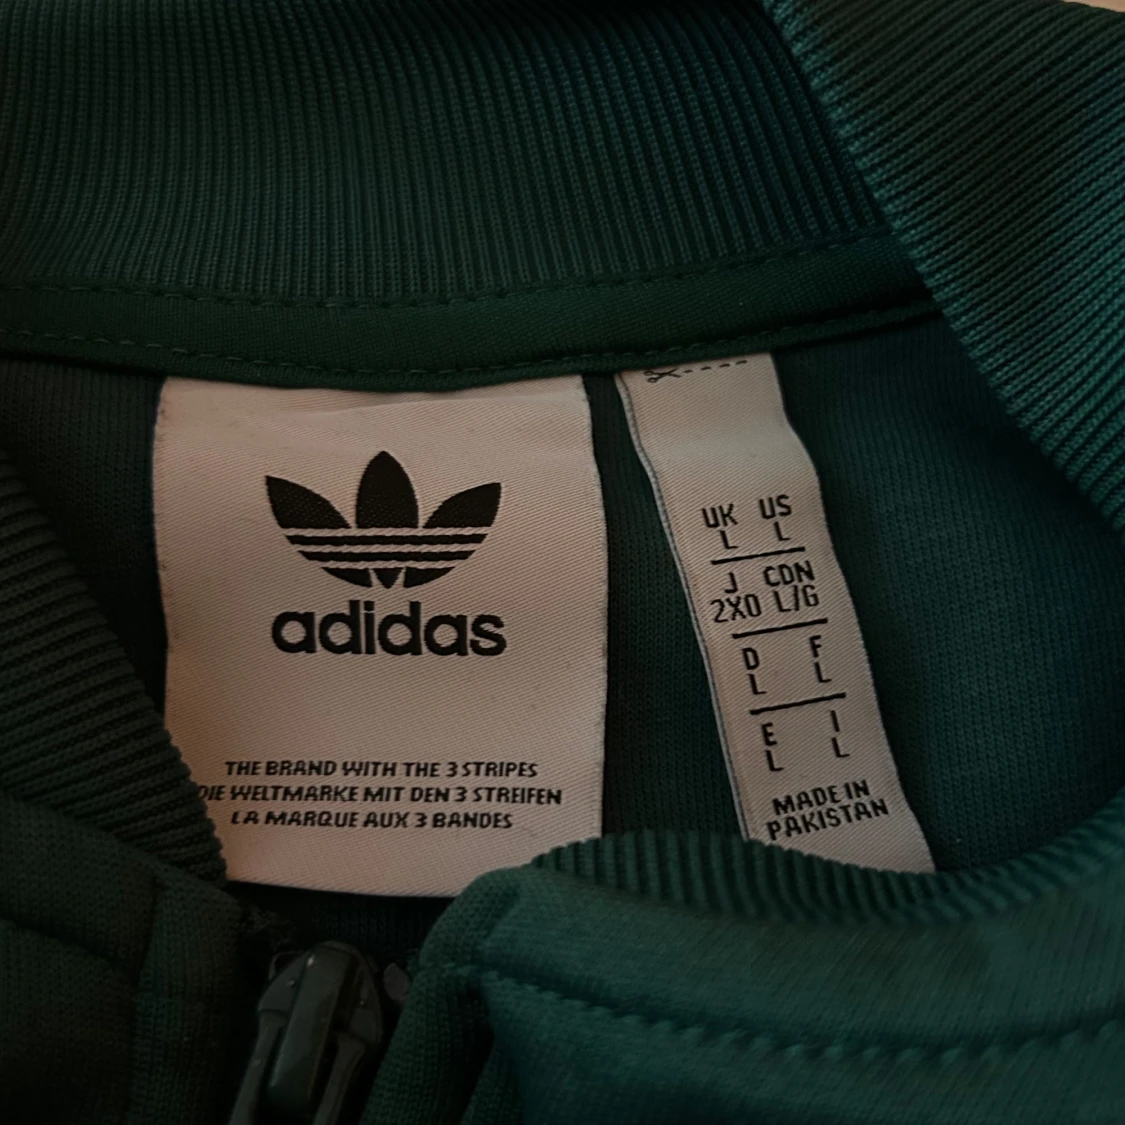 adidas
THE BRAND WITH THE 3 STRIPES
DIE WELTMARKE MIT DEN 3 STREIFEN
LA MARQUE AUX 3 BANDES
UK US
L L
J CDN
2XO L/G
D F
L L
E I
L L
MADE IN
PAKISTAN